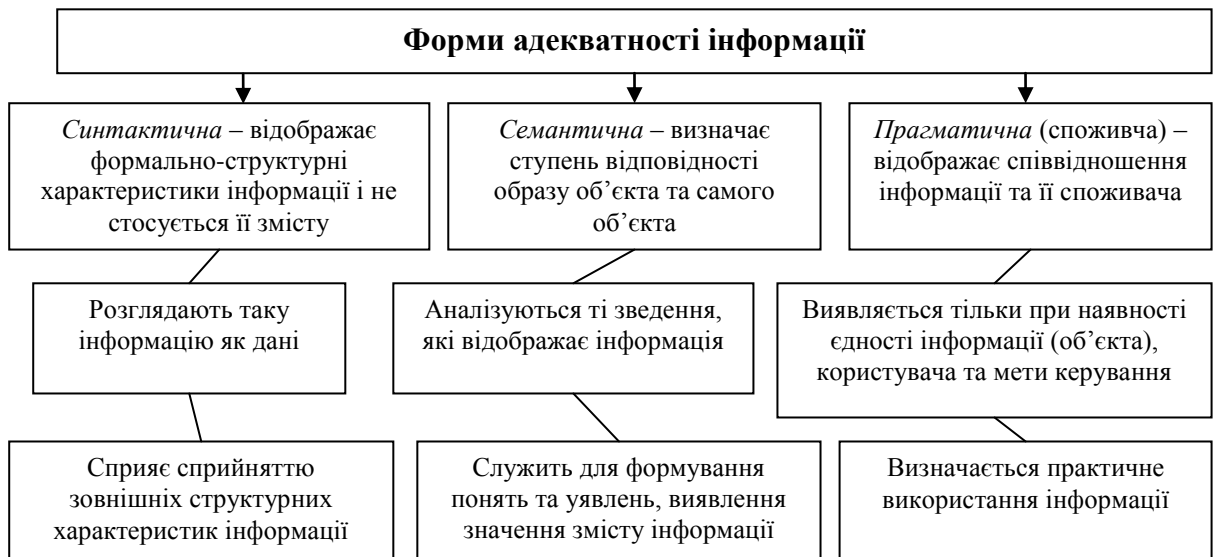 Форми адекватності інформації
Синтактична – відображає
формально-структурні
характеристики інформації і не
стосується її змісту
Семантична – визначає
ступень відповідності
образу об’єкта та самого
об’єкта
Прагматична (споживча) –
відображає співвідношення
інформації та її споживача
Розглядають таку
інформацію як дані
Аналізуються ті зведення,
які відображає інформація
Виявляється тільки при наявності
єдності інформації (об’єкта),
користувача та мети керування
Сприяє сприйняттю
зовнішніх структурних
характеристик інформації
Служить для формування
понять та уявлень, виявлення
значення змісту інформації
Визначається практичне
використання інформації